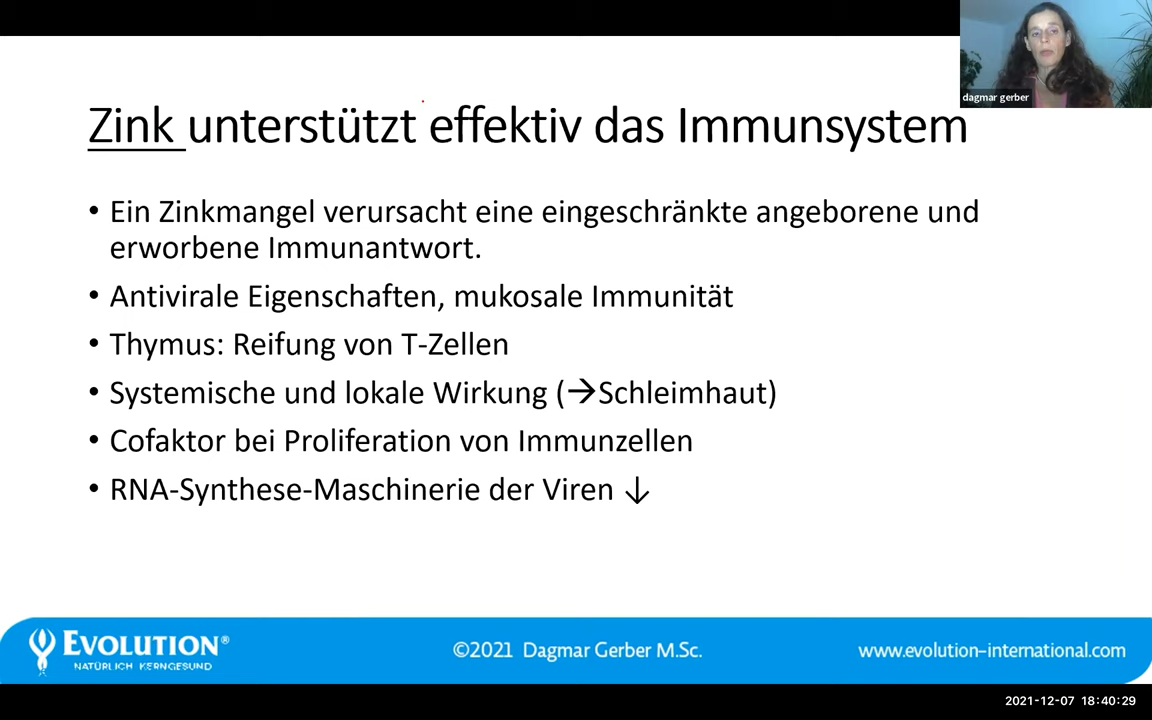 dagmar gerber
Zink unterstützt effektiv das Immunsystem
• Ein Zinkmangel verursacht eine eingeschränkte angeborene und
erworbene Immunantwort.
• Antivirale Eigenschaften, mukosale Immunität
• Thymus: Reifung von T-Zellen
• Systemische und lokale Wirkung (→Schleimhaut)
• Cofaktor bei Proliferation von Immunzellen
• RNA-Synthese-Maschinerie der Viren ↓
EVOLUTION®
NATÜRLICH KERNGESUND
©2021 Dagmar Gerber M.Sc.
www.evolution-international.com
2021-12-07 18:40:29